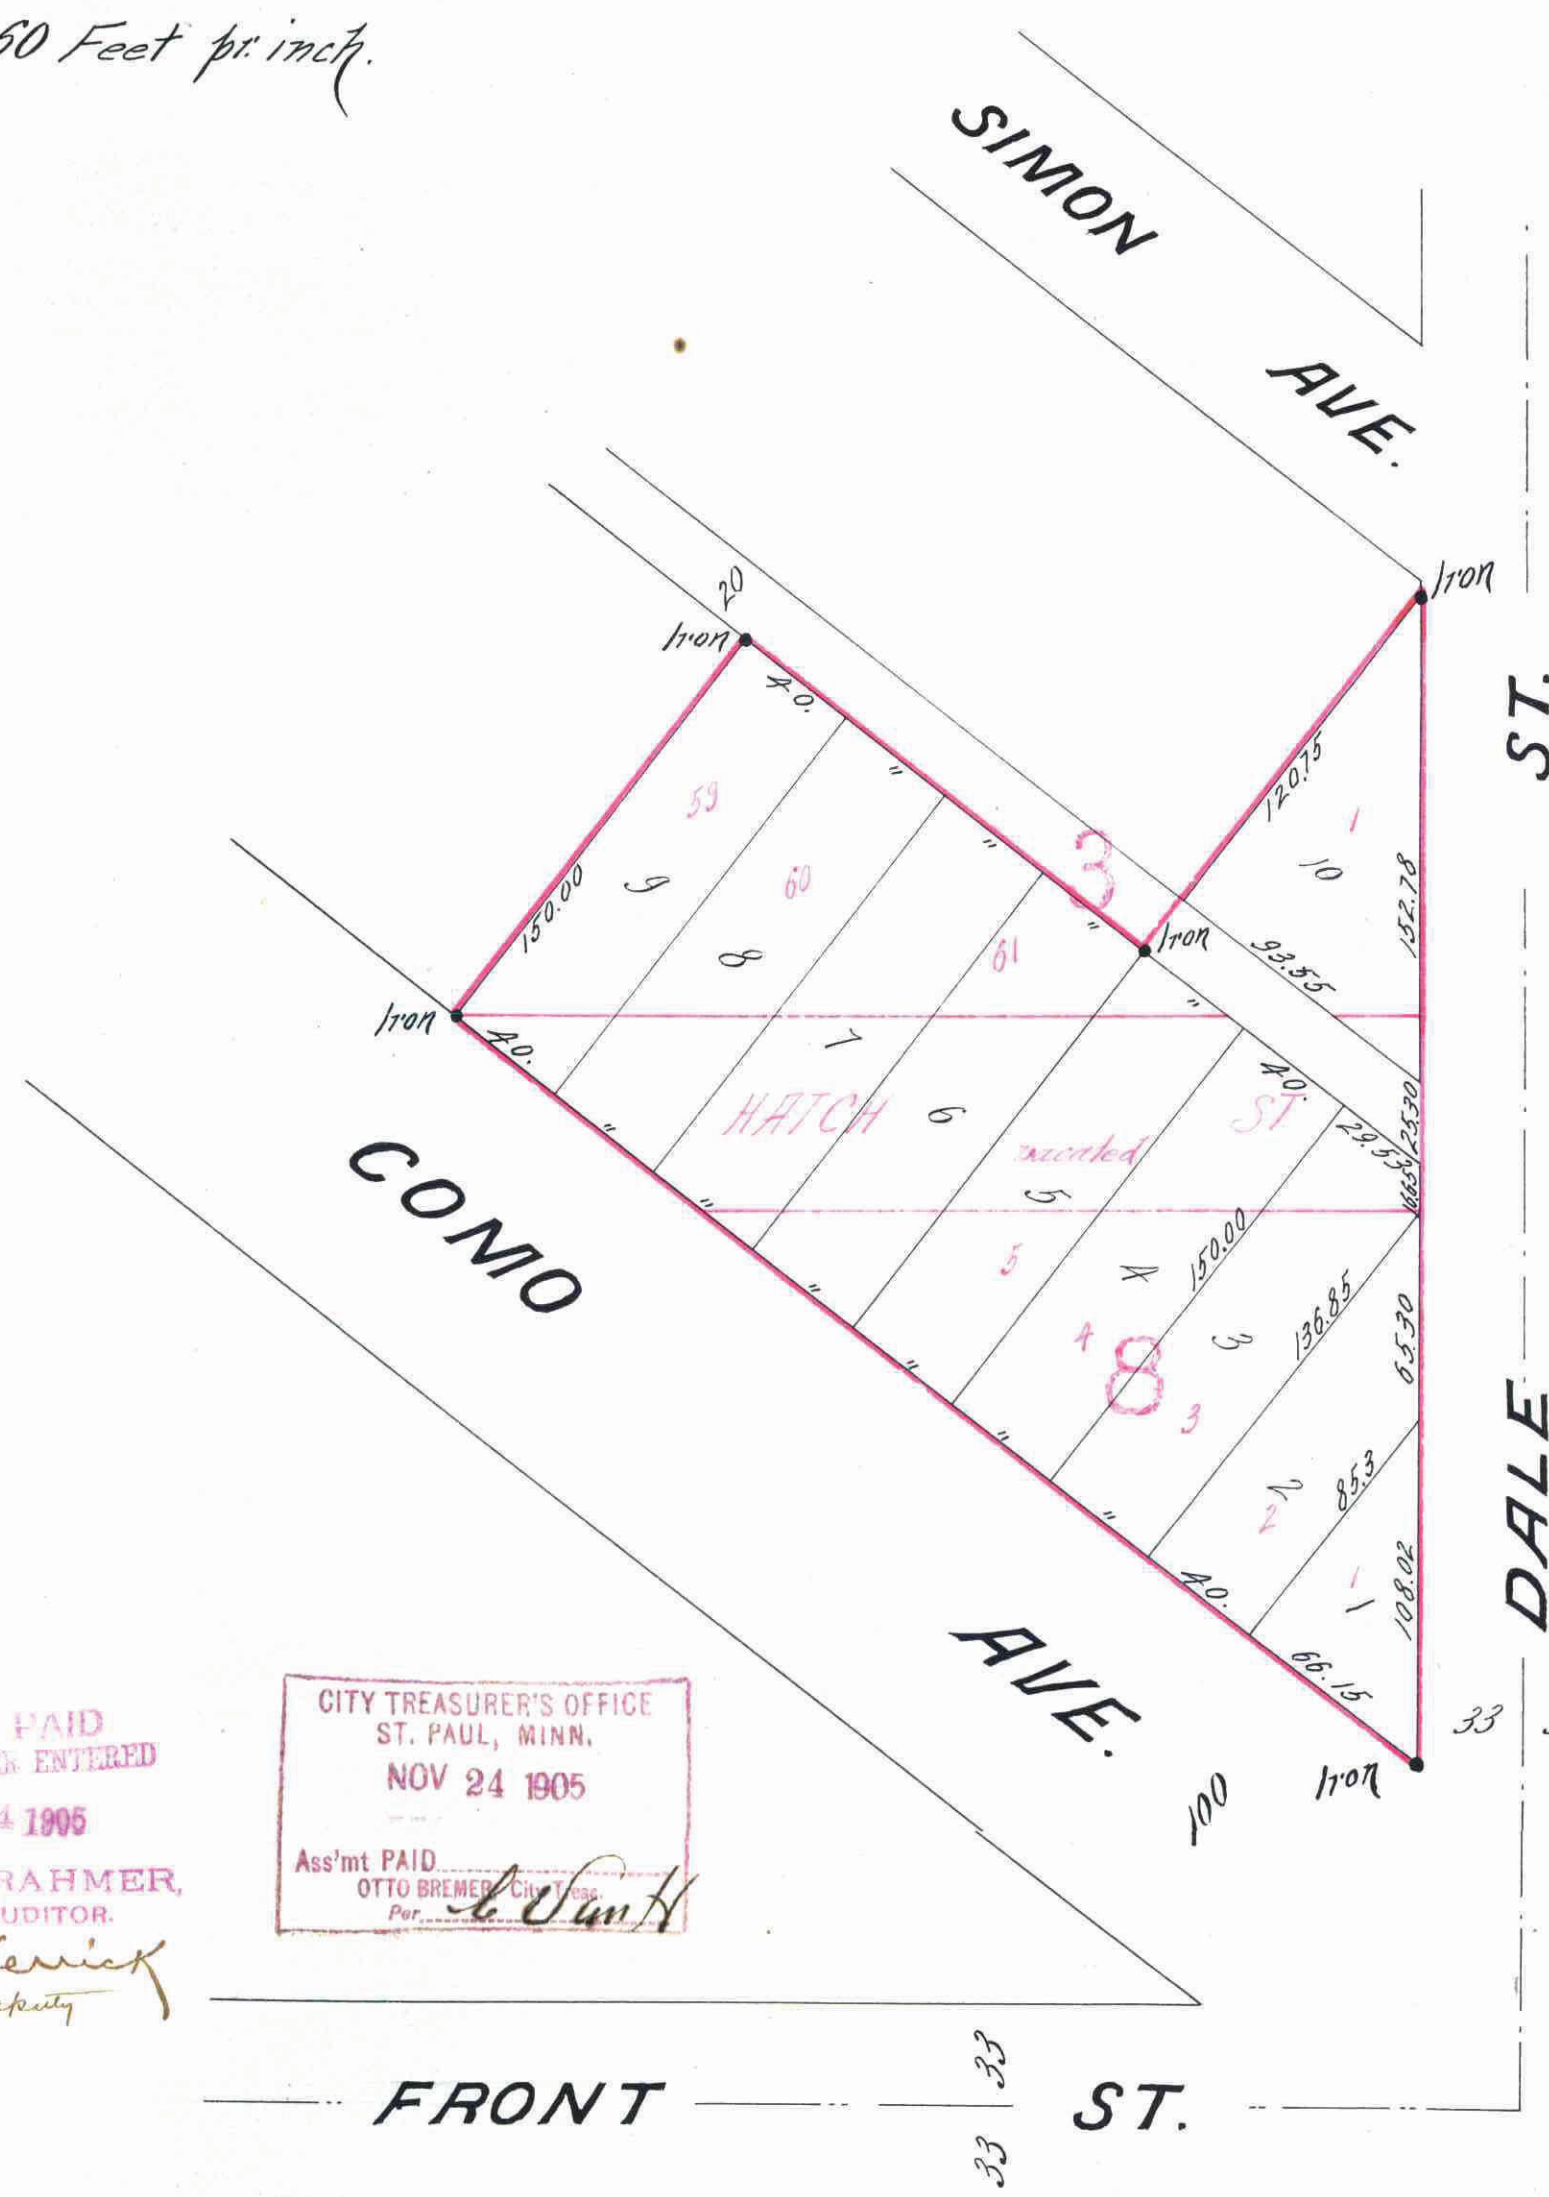 50 Feet pr. inch.
SIMON AVE.
Iron
20
Iron
40.
"
"
"
Iron
"
40.
29.53
120.75
1
10
152.78
93.55
25.30
16.65
ST.
59
9
150.00
60
8
3
61
7
Iron
40.
HATCH ST
vacated
6
5
5
4
150.00
4
8
3
3
136.85
65.30
2
2
85.3
1
1
108.02
"
"
"
"
"
"
40.
66.15
Iron
33
DALE
COMO AVE.
100
PAID
ENTERED
1905
RAHMER,
UDITOR.
CITY TREASURER'S OFFICE
ST. PAUL, MINN.
NOV 24 1905
Ass'mt PAID
OTTO BREMER, City Treas.
Per
33
FRONT ST.
33